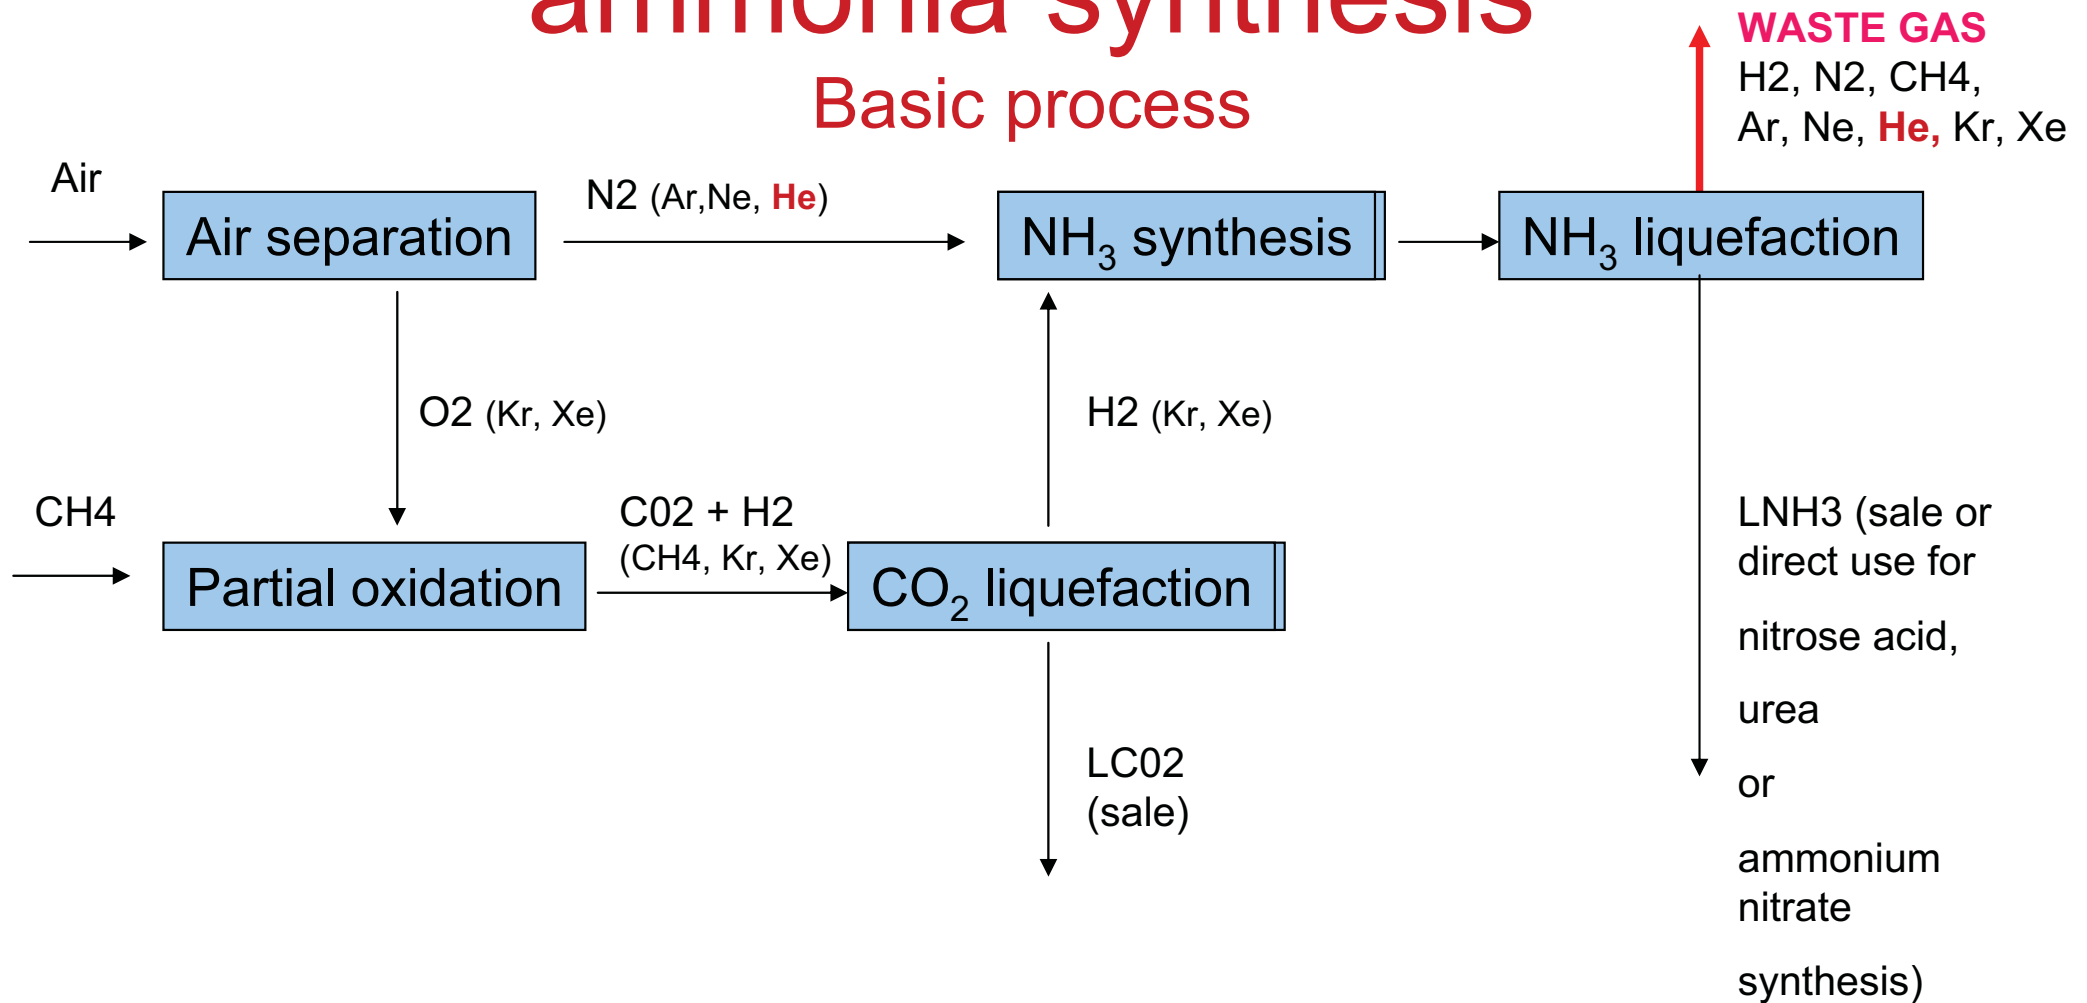 ammonia synthesis
Basic process
WASTE GAS
H2, N2, CH4,
Ar, Ne, He, Kr, Xe
Air
N2 (Ar,Ne, He)
Air separation
NH3 synthesis
NH3 liquefaction
O2 (Kr, Xe)
H2 (Kr, Xe)
CH4
C02 + H2
(CH4, Kr, Xe)
Partial oxidation
CO2 liquefaction
LC02
(sale)
LNH3 (sale or
direct use for
nitrose acid,
urea
or
ammonium
nitrate
synthesis)